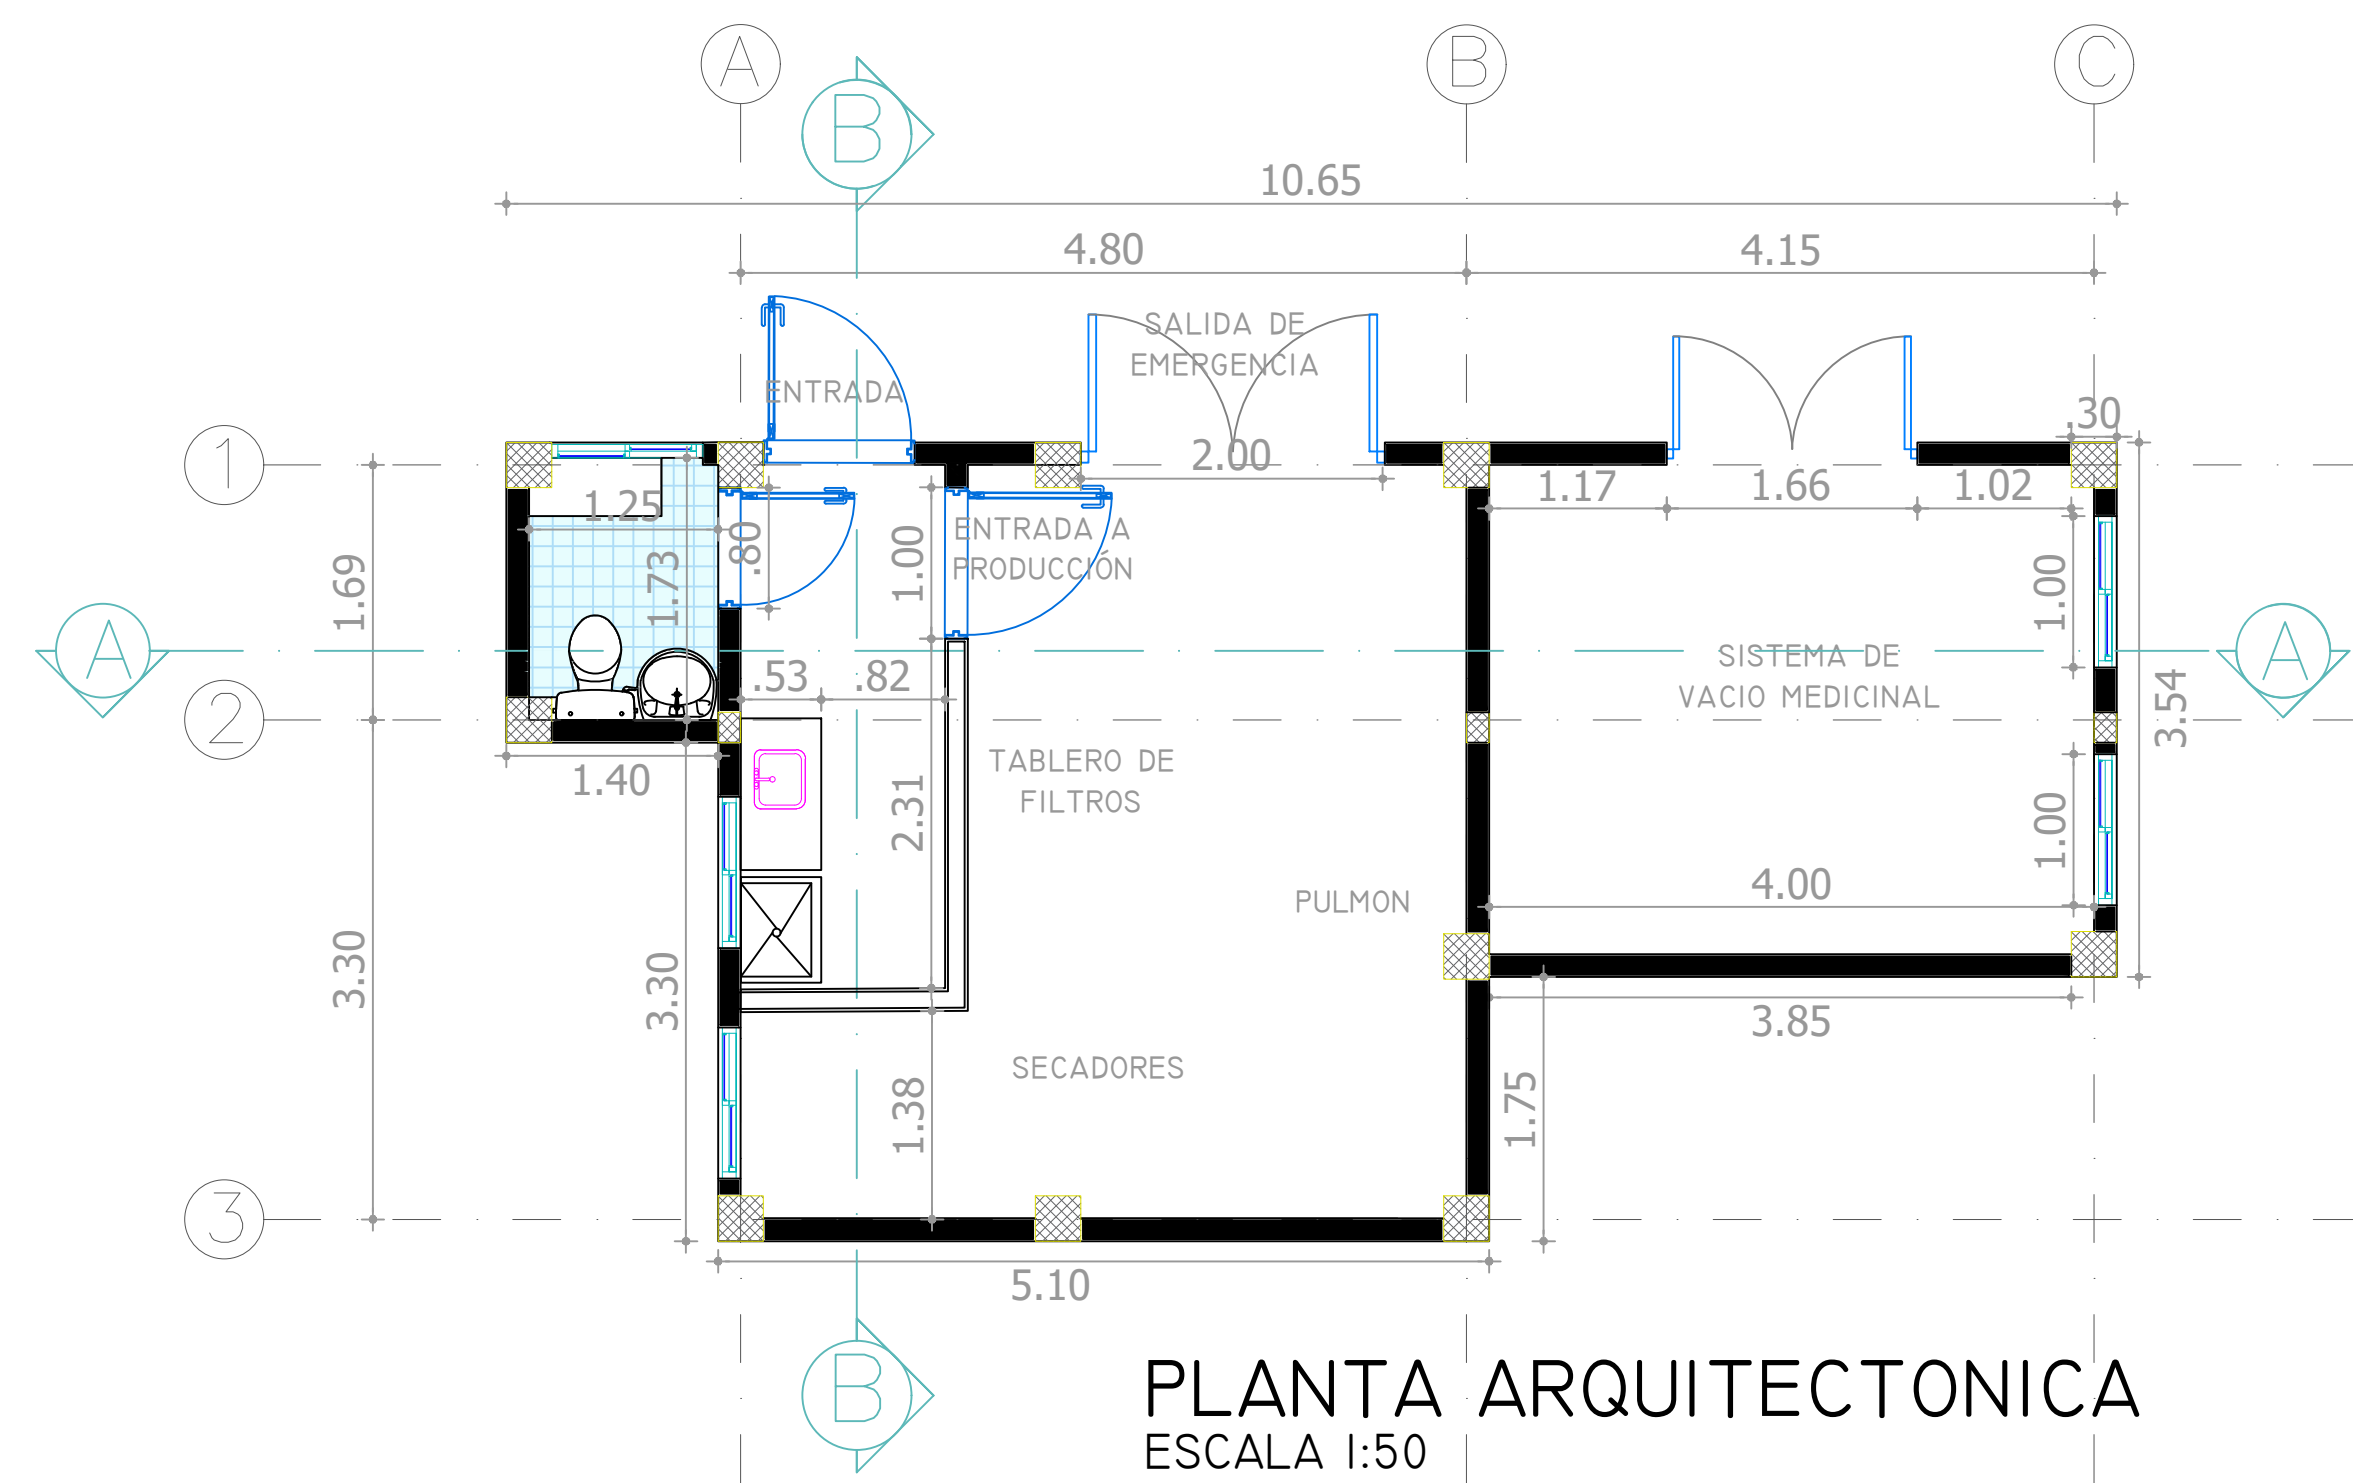 A
B
C
B
10.65
4.80
4.15
SALIDA DE
EMERGENCIA
ENTRADA
.30
1
2.00
1.17
1.66
1.02
1.25
ENTRADA A
PRODUCCIÓN
.80
1.00
1.73
1.69
1.00
A
SISTEMA DE
VACIO MEDICINAL
A
.53
.82
2
3.54
1.40
TABLERO DE
FILTROS
2.31
1.00
4.00
PULMON
3.30
3.30
3.85
SECADORES
1.38
1.75
3
5.10
B
PLANTA ARQUITECTONICA
ESCALA 1:50